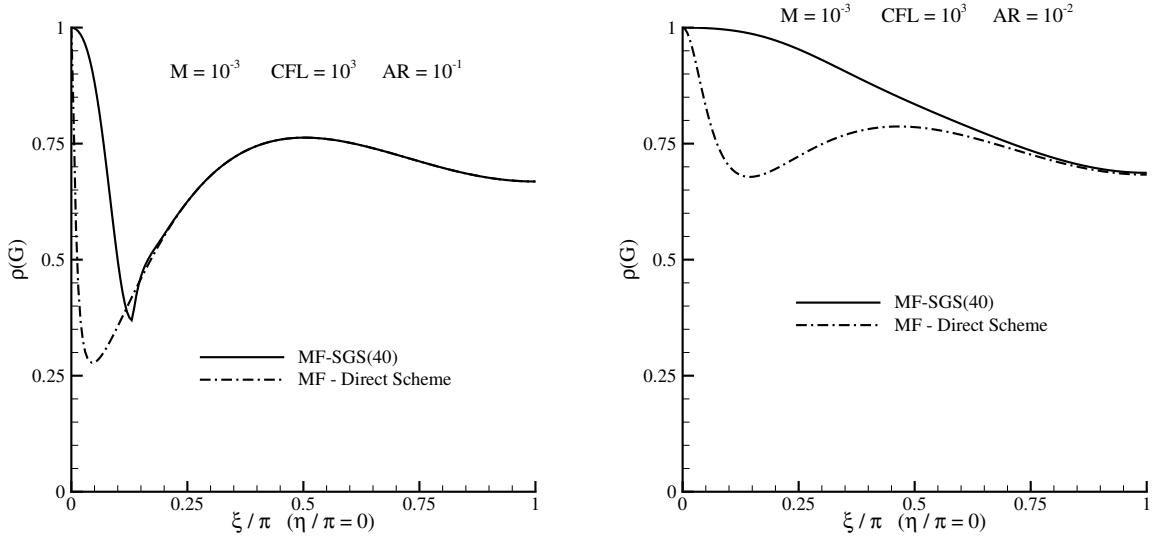 M = 10⁻³ CFL = 10³ AR = 10⁻¹
1
0.75
0.5
0.25
0
ρ(G)
MF-SGS(40)
MF - Direct Scheme
0 0.25 0.5 0.75 1
ξ / π (η / π = 0)
M = 10⁻³ CFL = 10³ AR = 10⁻²
1
0.75
0.5
0.25
0
ρ(G)
MF-SGS(40)
MF - Direct Scheme
0 0.25 0.5 0.75 1
ξ / π (η / π = 0)